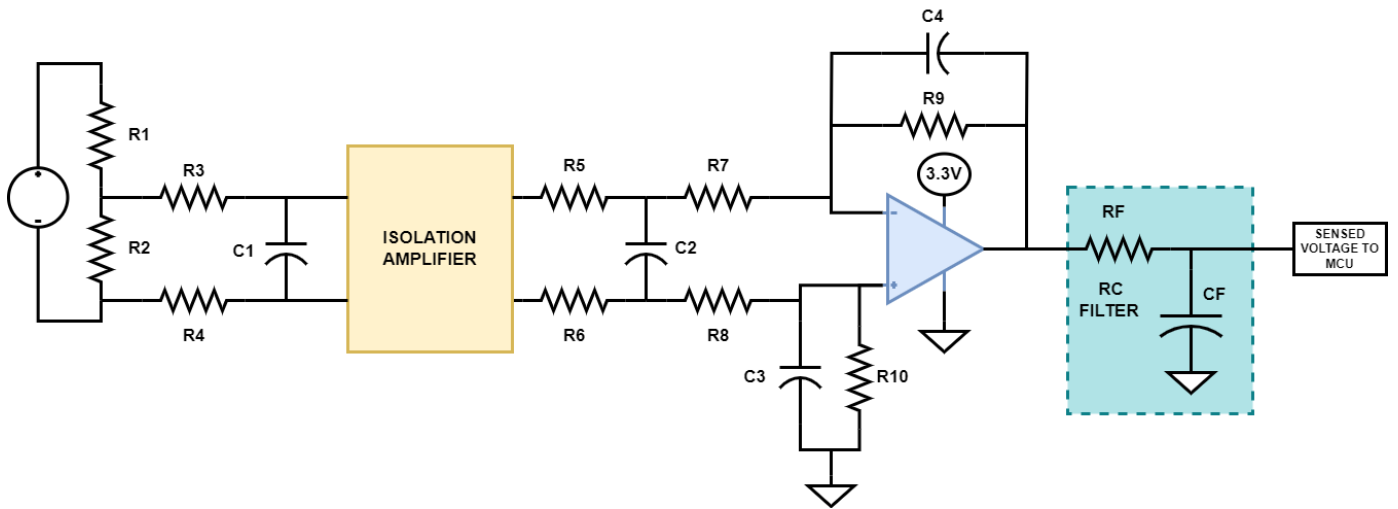 C4
R9
R1
R3
R5
R7
3.3V
RF
R2
C1
ISOLATION
AMPLIFIER
C2
SENSED
VOLTAGE TO
MCU
R4
R6
R8
RC
FILTER
CF
C3
R10